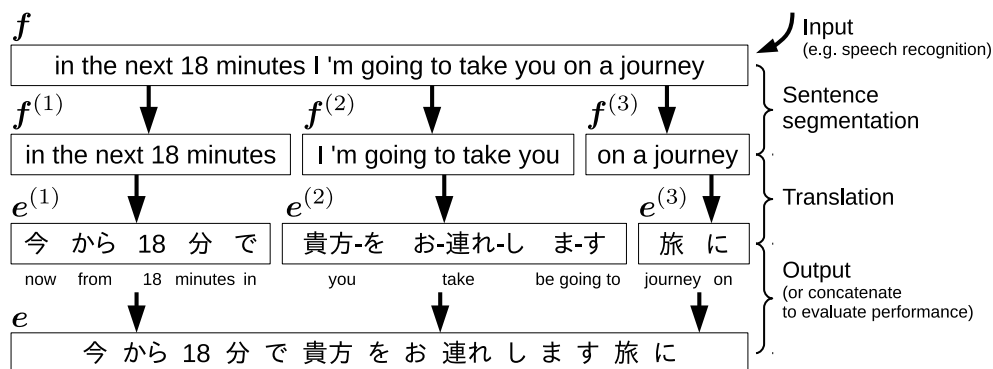 f
Input
(e.g. speech recognition)
in the next 18 minutes I 'm going to take you on a journey
f(1) f(2) f(3)
Sentence
segmentation
in the next 18 minutes I 'm going to take you on a journey
e(1) e(2) e(3)
Translation
今 から 18 分 で 貴方-を お-連れ-し ま-す 旅 に
now from 18 minutes in you take be going to journey on
Output
(or concatenate
to evaluate performance)
e
今 から 18 分 で 貴方 を お 連れ し ま す 旅 に